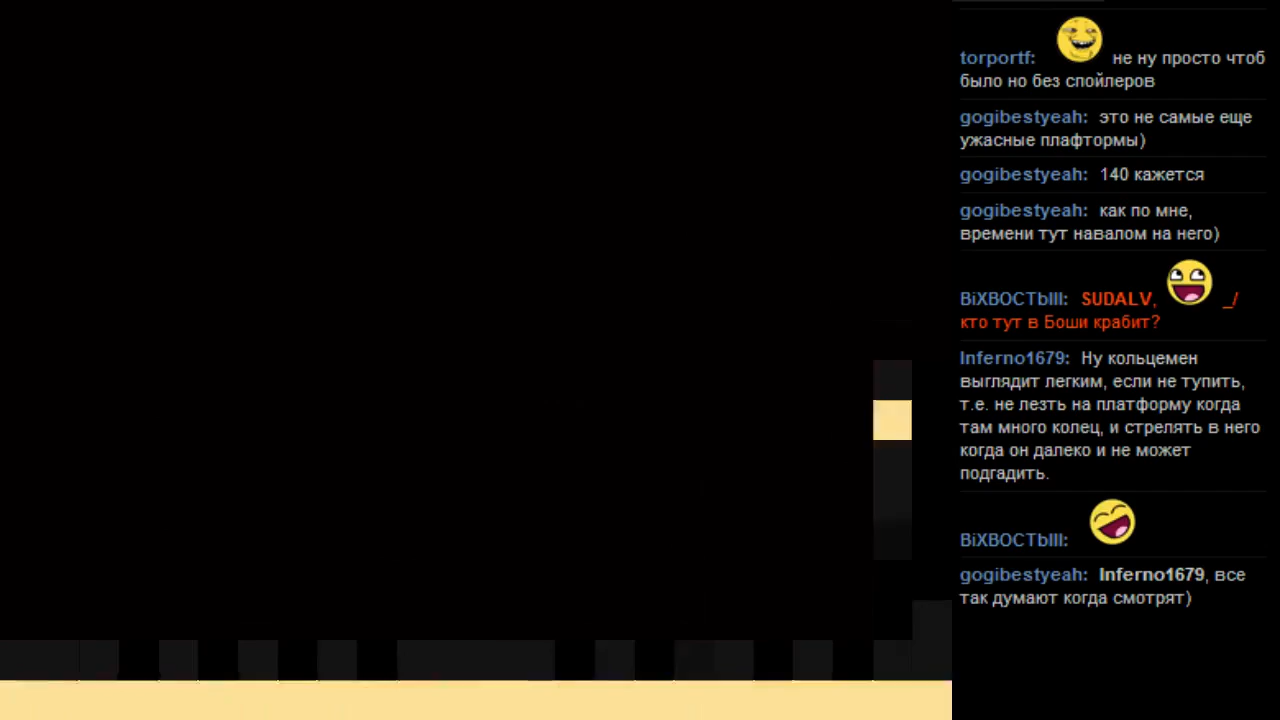 torportf: не ну просто чтоб
было но без спойлеров
gogibestyeah: это не самые еще
ужасные плафтормы)
gogibestyeah: 140 кажется
gogibestyeah: как по мне,
времени тут навалом на него)
BiXBOCTbIII: SUDALV, _/
кто тут в Боши крабит?
Inferno1679: Ну кольцемен
выглядит легким, если не тупить,
т.е. не лезть на платформу когда
там много колец, и стрелять в него
когда он далеко и не может
подгадить.
BiXBOCTbIII:
gogibestyeah: Inferno1679, все
так думают когда смотрят)